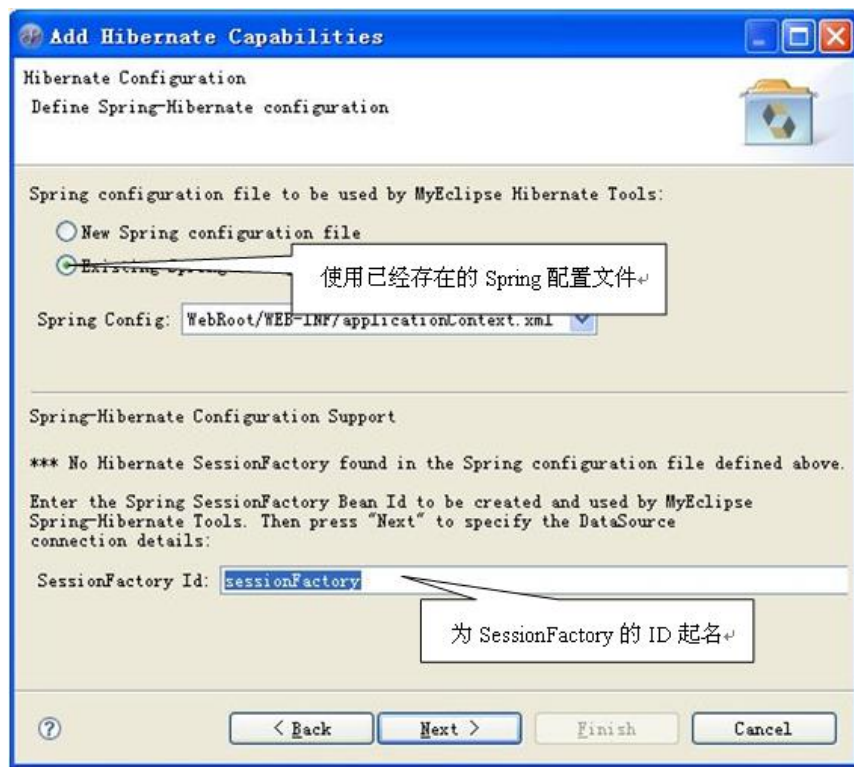 Add Hibernate Capabilities
Hibernate Configuration
Define Spring-Hibernate configuration
Spring configuration file to be used by MyEclipse Hibernate Tools:
New Spring configuration file
Existing Spring
使用已经存在的 Spring 配置文件↵
Spring Config: WebRoot/WEB-INF/applicationContext.xml
Spring-Hibernate Configuration Support
*** No Hibernate SessionFactory found in the Spring configuration file defined above.
Enter the Spring SessionFactory Bean Id to be created and used by MyEclipse
Spring-Hibernate Tools. Then press "Next" to specify the DataSource
connection details:
SessionFactory Id: sessionFactory
为 SessionFactory 的 ID 起名↵
? < Back Next > Finish Cancel